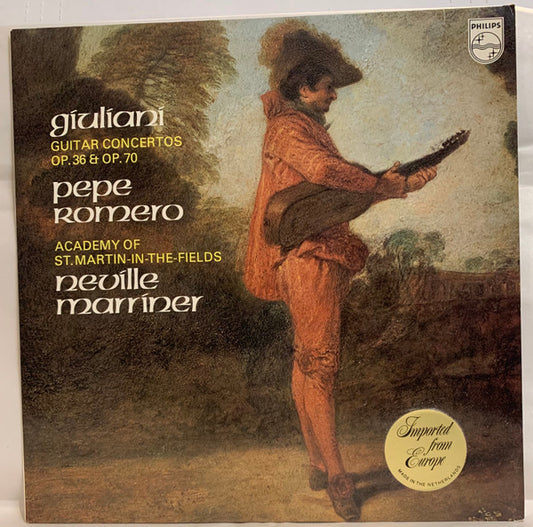 PHILIPS
giuliani
GUITAR CONCERTOS
OP.36 & OP.70
pepe
Romero
ACADEMY OF
ST.MARTIN-IN-THE-FIELDS
neville
marriner
Imported
from
Europe
MADE IN THE NETHERLANDS